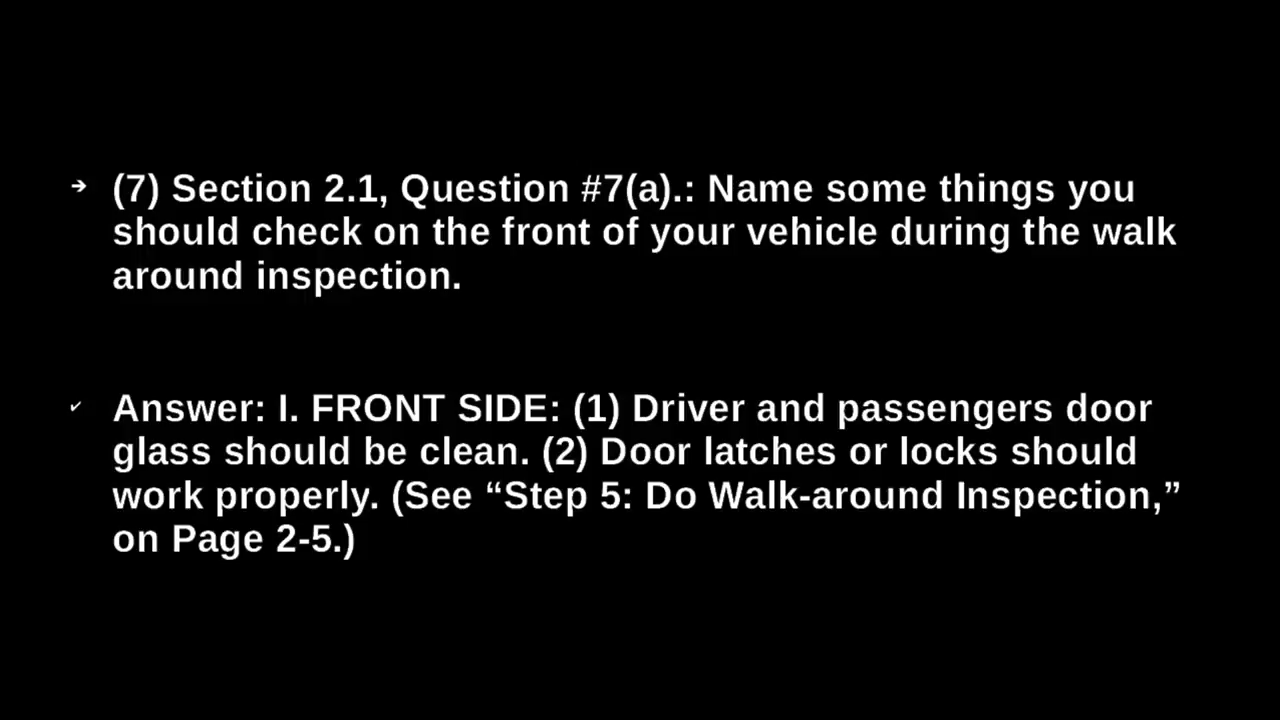 ➔ (7) Section 2.1, Question #7(a).: Name some things you
should check on the front of your vehicle during the walk
around inspection.
✔ Answer: I. FRONT SIDE: (1) Driver and passengers door
glass should be clean. (2) Door latches or locks should
work properly. (See “Step 5: Do Walk-around Inspection,”
on Page 2-5.)